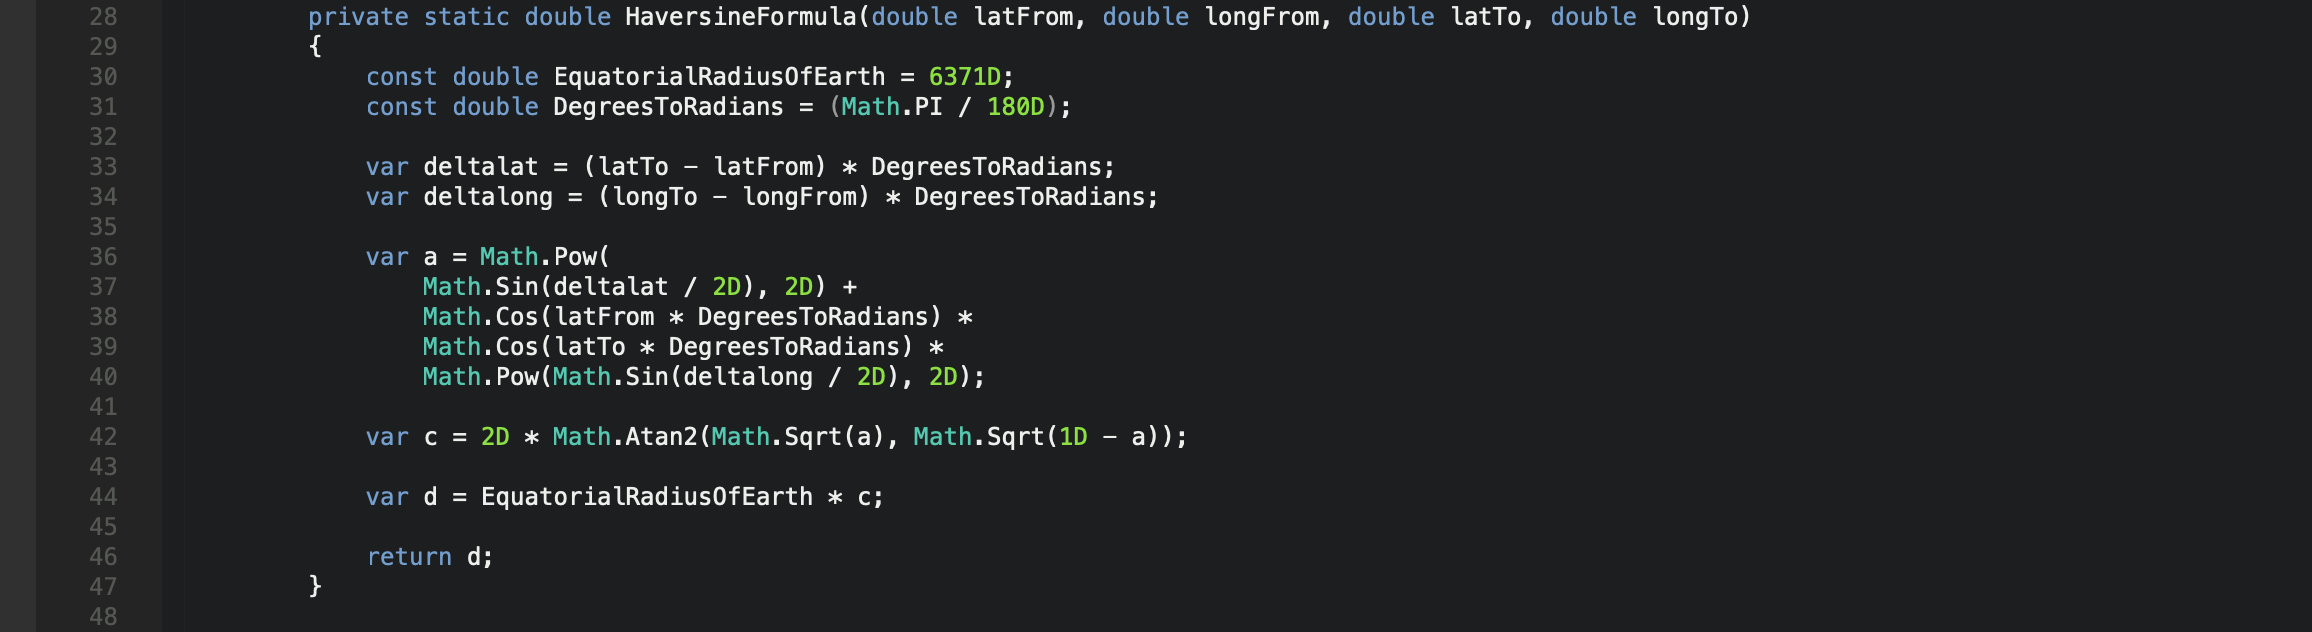 28 private static double HaversineFormula(double latFrom, double longFrom, double latTo, double longTo)
29 {
30 const double EquatorialRadiusOfEarth = 6371D;
31 const double DegreesToRadians = (Math.PI / 180D);
32
33 var deltalat = (latTo - latFrom) * DegreesToRadians;
34 var deltalong = (longTo - longFrom) * DegreesToRadians;
35
36 var a = Math.Pow(
37 Math.Sin(deltalat / 2D), 2D) +
38 Math.Cos(latFrom * DegreesToRadians) *
39 Math.Cos(latTo * DegreesToRadians) *
40 Math.Pow(Math.Sin(deltalong / 2D), 2D);
41
42 var c = 2D * Math.Atan2(Math.Sqrt(a), Math.Sqrt(1D - a));
43
44 var d = EquatorialRadiusOfEarth * c;
45
46 return d;
47 }
48